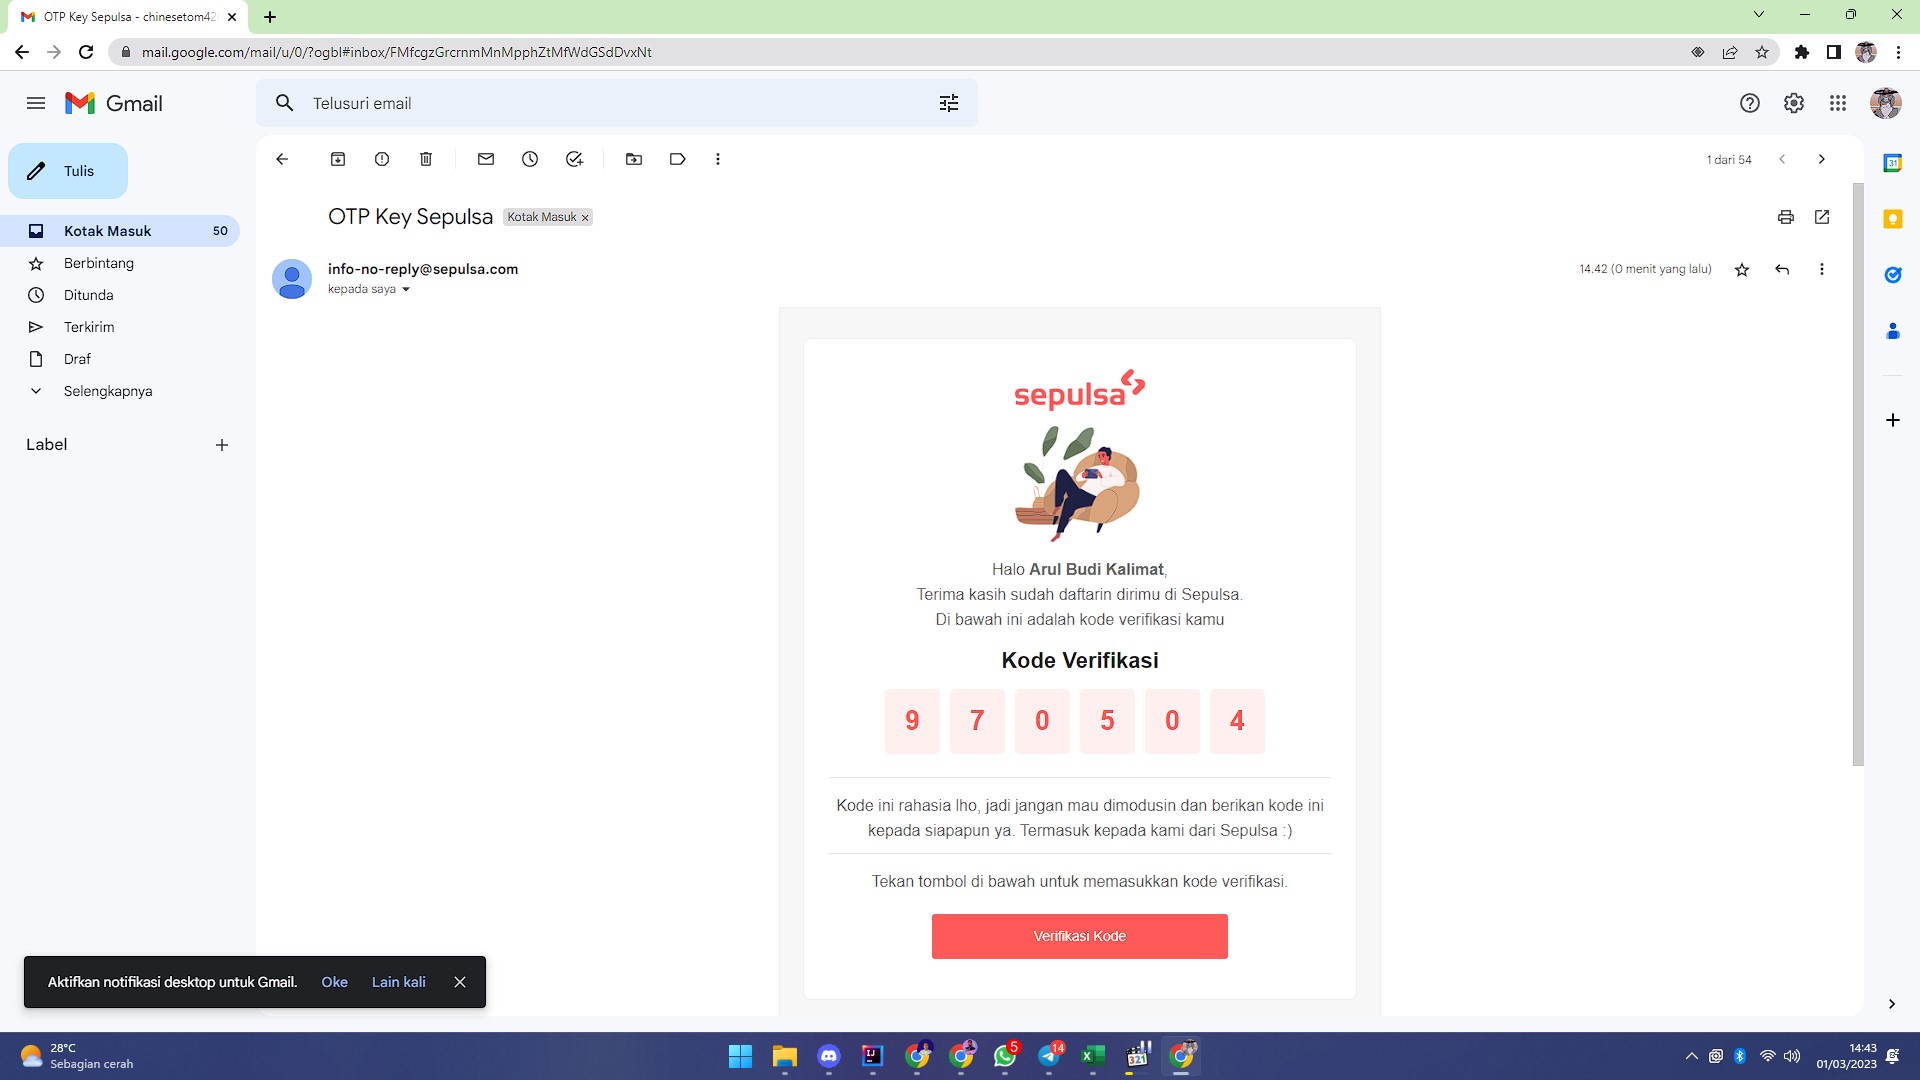 OTP Key Sepulsa - chinesetom42
mail.google.com/mail/u/0/?ogbl#inbox/FMfcgzGrcrnmMnMpphZtMfWdGSdDvxNt
Gmail
Telusuri email
Tulis
1 dari 54
Kotak Masuk 50
Berbintang
Ditunda
Terkirim
Draf
Selengkapnya
Label
OTP Key Sepulsa Kotak Masuk
info-no-reply@sepulsa.com
14.42 (0 menit yang lalu)
kepada saya
sepulsa
Halo Arul Budi Kalimat,
Terima kasih sudah daftarin dirimu di Sepulsa.
Di bawah ini adalah kode verifikasi kamu
Kode Verifikasi
9 7 0 5 0 4
Kode ini rahasia lho, jadi jangan mau dimodusin dan berikan kode ini
kepada siapapun ya. Termasuk kepada kami dari Sepulsa :)
Tekan tombol di bawah untuk memasukkan kode verifikasi.
Verifikasi Kode
Aktifkan notifikasi desktop untuk Gmail. Oke Lain kali
31
28°C
Sebagian cerah
5
14
321
14:43
01/03/2023